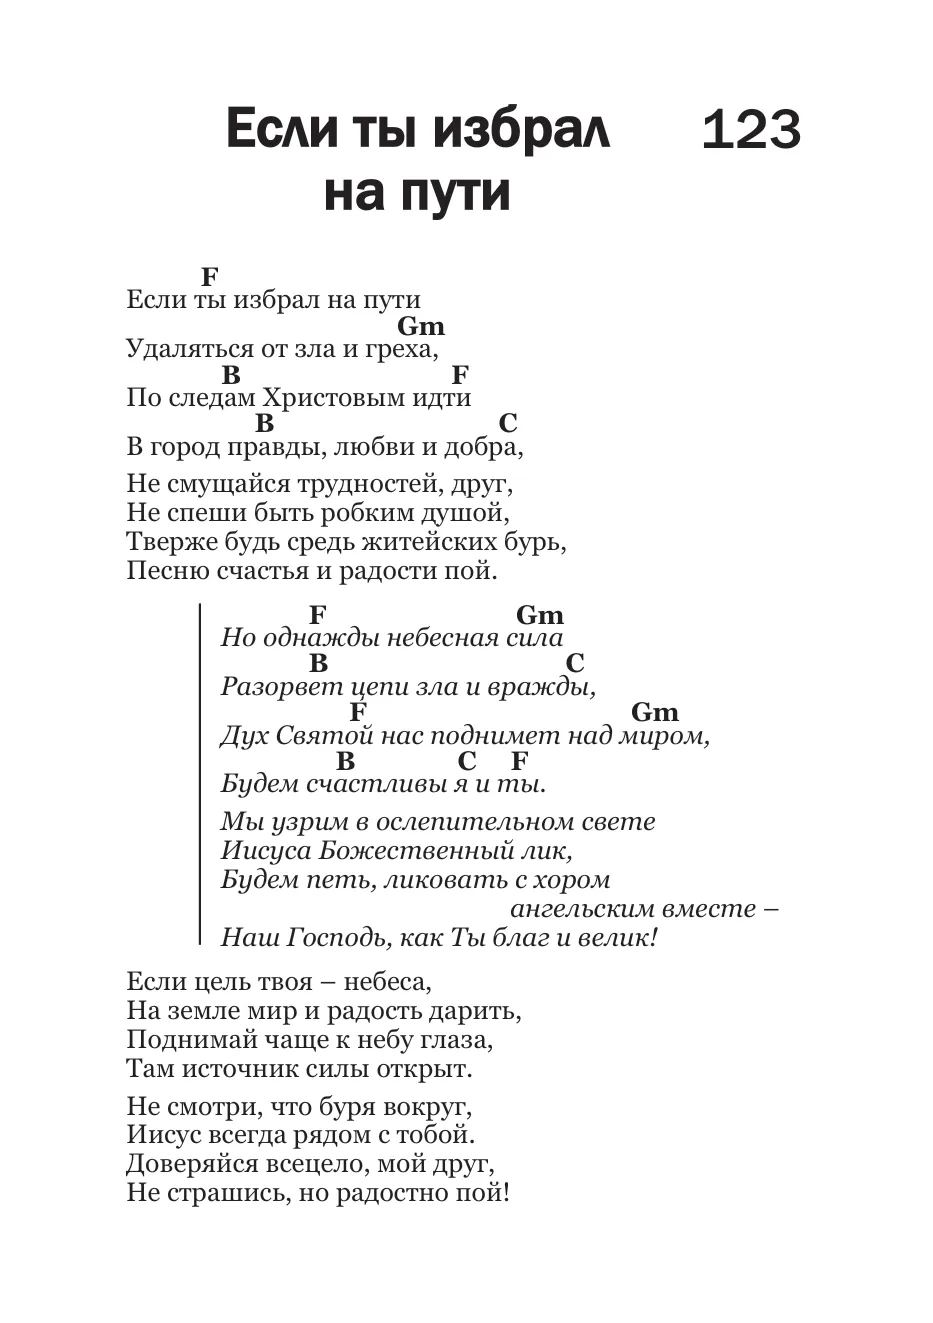 Если ты избрал 123
на пути
F
Если ты избрал на пути
Gm
Удаляться от зла и греха,
B F
По следам Христовым идти
B C
В город правды, любви и добра,
Не смущайся трудностей, друг,
Не спеши быть робким душой,
Тверже будь средь житейских бурь,
Песню счастья и радости пой.
F Gm
Но однажды небесная сила
B C
Разорвет цепи зла и вражды,
F Gm
Дух Святой нас поднимет над миром,
B C F
Будем счастливы я и ты.
Мы узрим в ослепительном свете
Иисуса Божественный лик,
Будем петь, ликовать с хором
ангельским вместе –
Наш Господь, как Ты благ и велик!
Если цель твоя – небеса,
На земле мир и радость дарить,
Поднимай чаще к небу глаза,
Там источник силы открыт.
Не смотри, что буря вокруг,
Иисус всегда рядом с тобой.
Доверяйся всецело, мой друг,
Не страшись, но радостно пой!